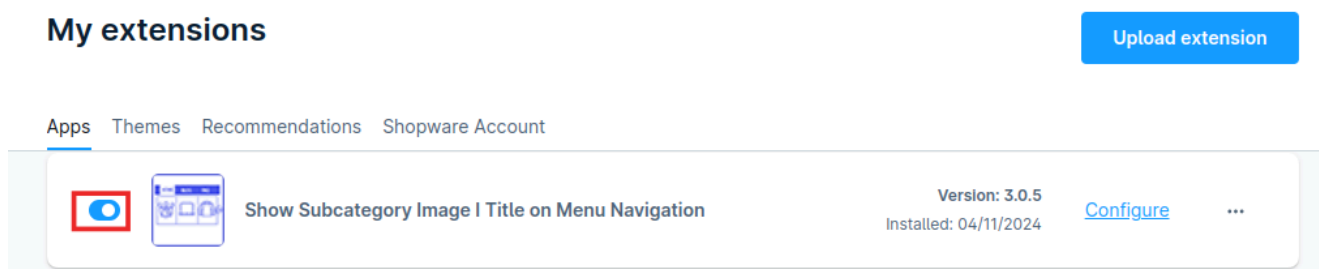 My extensions
Upload extension
Apps Themes Recommendations Shopware Account
Show Subcategory Image I Title on Menu Navigation
Version: 3.0.5
Installed: 04/11/2024
Configure